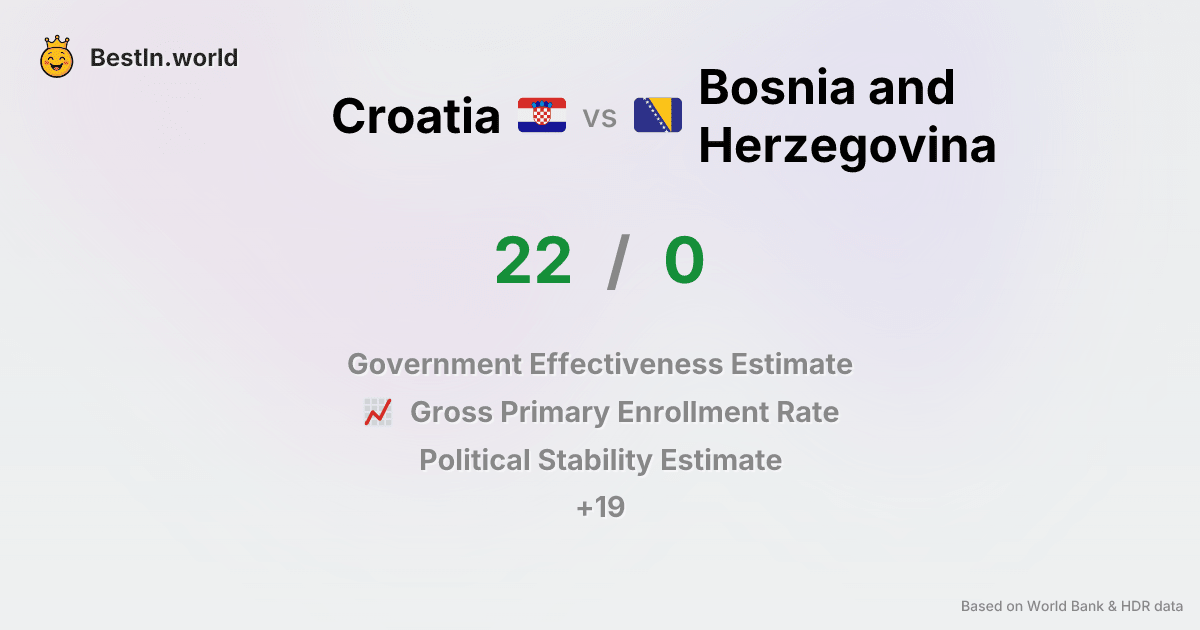 BestIn.world
Croatia vs Bosnia and
Herzegovina
22 / 0
Government Effectiveness Estimate
Gross Primary Enrollment Rate
Political Stability Estimate
+19
Based on World Bank & HDR data